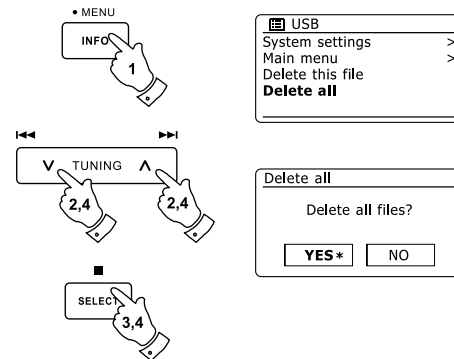 • MENU
INFO
1
TUNING
2,4
2,4
SELECT
3,4
USB
System settings >
Main menu >
Delete this file
Delete all
Delete all
Delete all files?
YES* NO